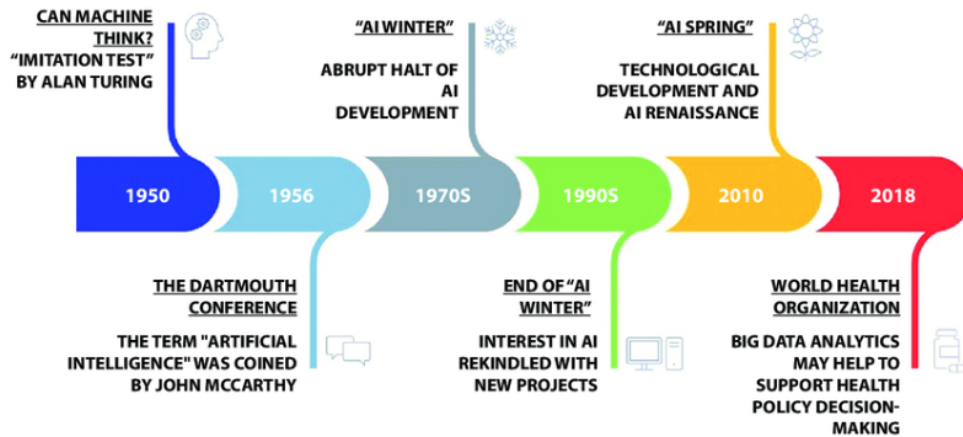 CAN MACHINE
THINK?
“IMITATION TEST”
BY ALAN TURING
“AI WINTER”
ABRUPT HALT OF
AI
DEVELOPMENT
“AI SPRING”
TECHNOLOGICAL
DEVELOPMENT AND
AI RENAISSANCE
1950
1956
1970S
1990S
2010
2018
THE DARTMOUTH
CONFERENCE
THE TERM "ARTIFICIAL
INTELLIGENCE" WAS COINED
BY JOHN MCCARTHY
END OF “AI
WINTER”
INTEREST IN AI
REKINDLED WITH
NEW PROJECTS
WORLD HEALTH
ORGANIZATION
BIG DATA ANALYTICS
MAY HELP TO
SUPPORT HEALTH
POLICY DECISION-
MAKING